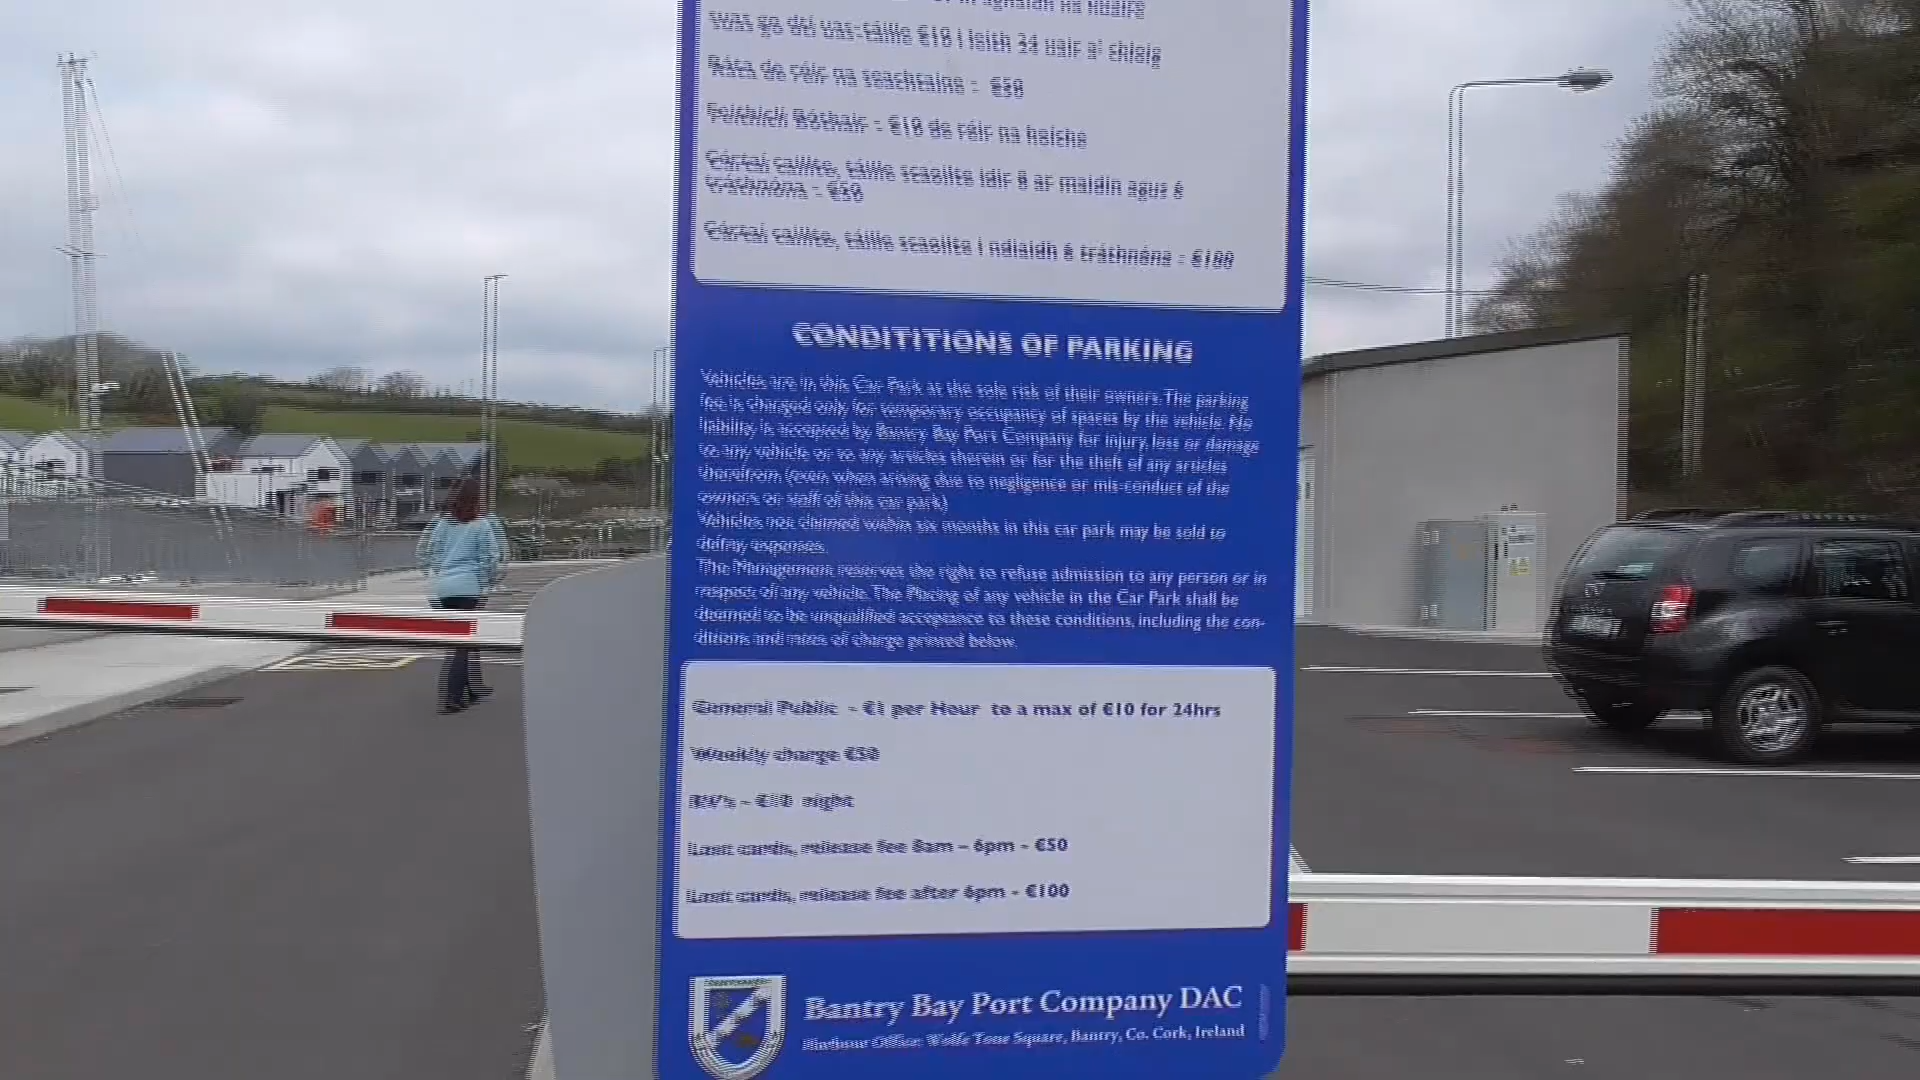 in aghaidh na huaire
suas go dtí uas-táille €10 i leith 24 uair a' chloig
Ráta de réir na seachtaine - €50
Feithiclí Bóthair - €10 de réir na hoíche
Cártaí caillte, táille scaoilte idir 8 ar maidin agus 6
tráthnóna - €50
Cártaí caillte, táille scaoilte i ndiaidh 6 tráthnóna - €100
CONDITITIONS OF PARKING
Vehicles are in this Car Park at the sole risk of their owners. The parking
fee is charged only for temporary occupancy of spaces by the vehicle. No
liability is accepted by Bantry Bay Port Company for injury, loss or damage
to any vehicle or to any articles therein or for the theft of any articles
therefrom (even when arising due to negligence or mis-conduct of the
owners or staff of this car park)
Vehicles not claimed within six months in this car park may be sold to
defray expenses.
The Management reserves the right to refuse admission to any person or in
respect of any vehicle. The Placing of any vehicle in the Car Park shall be
deemed to be unqualified acceptance to these conditions, including the con-
ditions and rates of charge printed below.
General Public - €1 per Hour to a max of €10 for 24hrs
Weekly charge €50
RV's - €10 night
Lost cards, release fee 8am - 6pm - €50
Lost cards, release fee after 6pm - €100
Bantry Bay Port Company DAC
Harbour Office: Wolfe Tone Square, Bantry, Co. Cork, Ireland